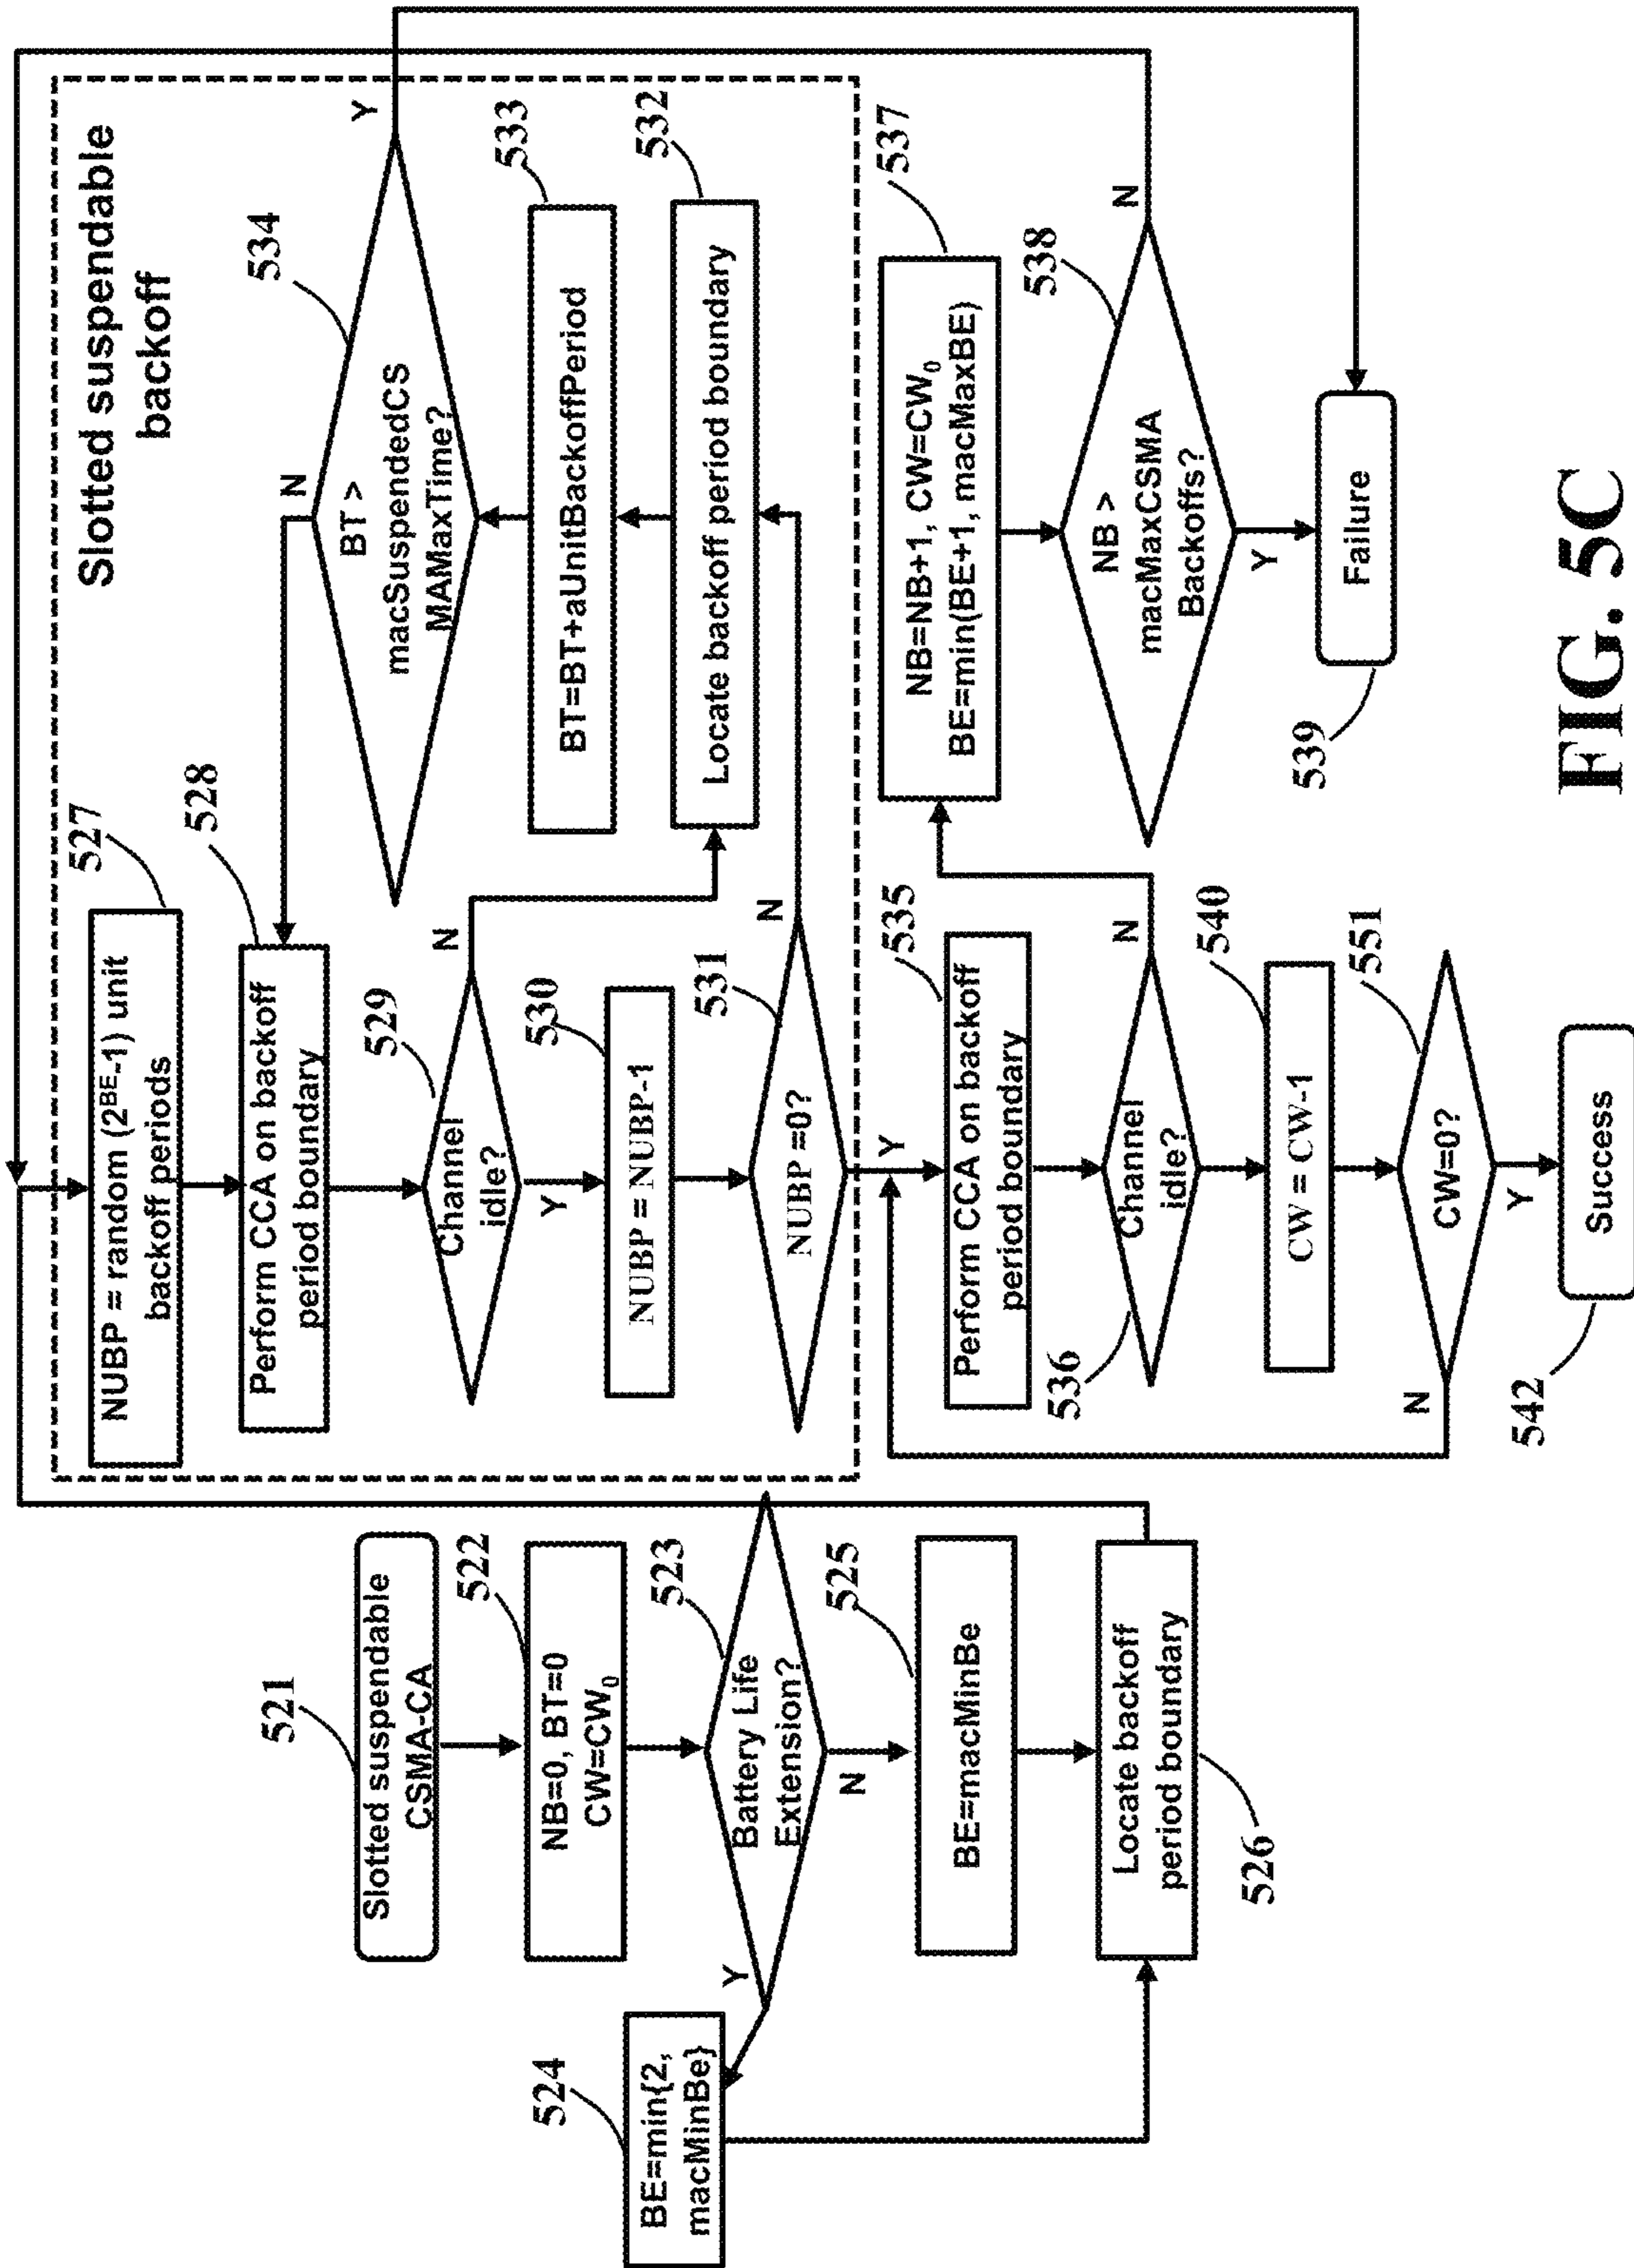 521
Slotted suspendable
CSMA-CA
522
NB=0, BT=0
CW=CW₀
523
Battery Life
Extension?
Y
N
524
BE=min{2,
macMinBe}
525
BE=macMinBe
Locate backoff
period boundary
526
Slotted suspendable
backoff
527
NUBP = random (2^BE-1) unit
backoff periods
528
Perform CCA on backoff
period boundary
529
Channel
idle?
N
Y
530
NUBP = NUBP-1
531
NUBP =0?
N
Y
534
BT >
macSuspendedCS
MAMaxTime?
N
Y
533
BT=BT+aUnitBackoffPeriod
532
Locate backoff period boundary
535
Perform CCA on backoff
period boundary
536
Channel
idle?
N
540
CW = CW-1
551
CW=0?
N
Y
542
Success
537
NB=NB+1, CW=CW₀
BE=min(BE+1, macMaxBE)
538
NB >
macMaxCSMA
Backoffs?
N
Y
539
Failure
FIG. 5C